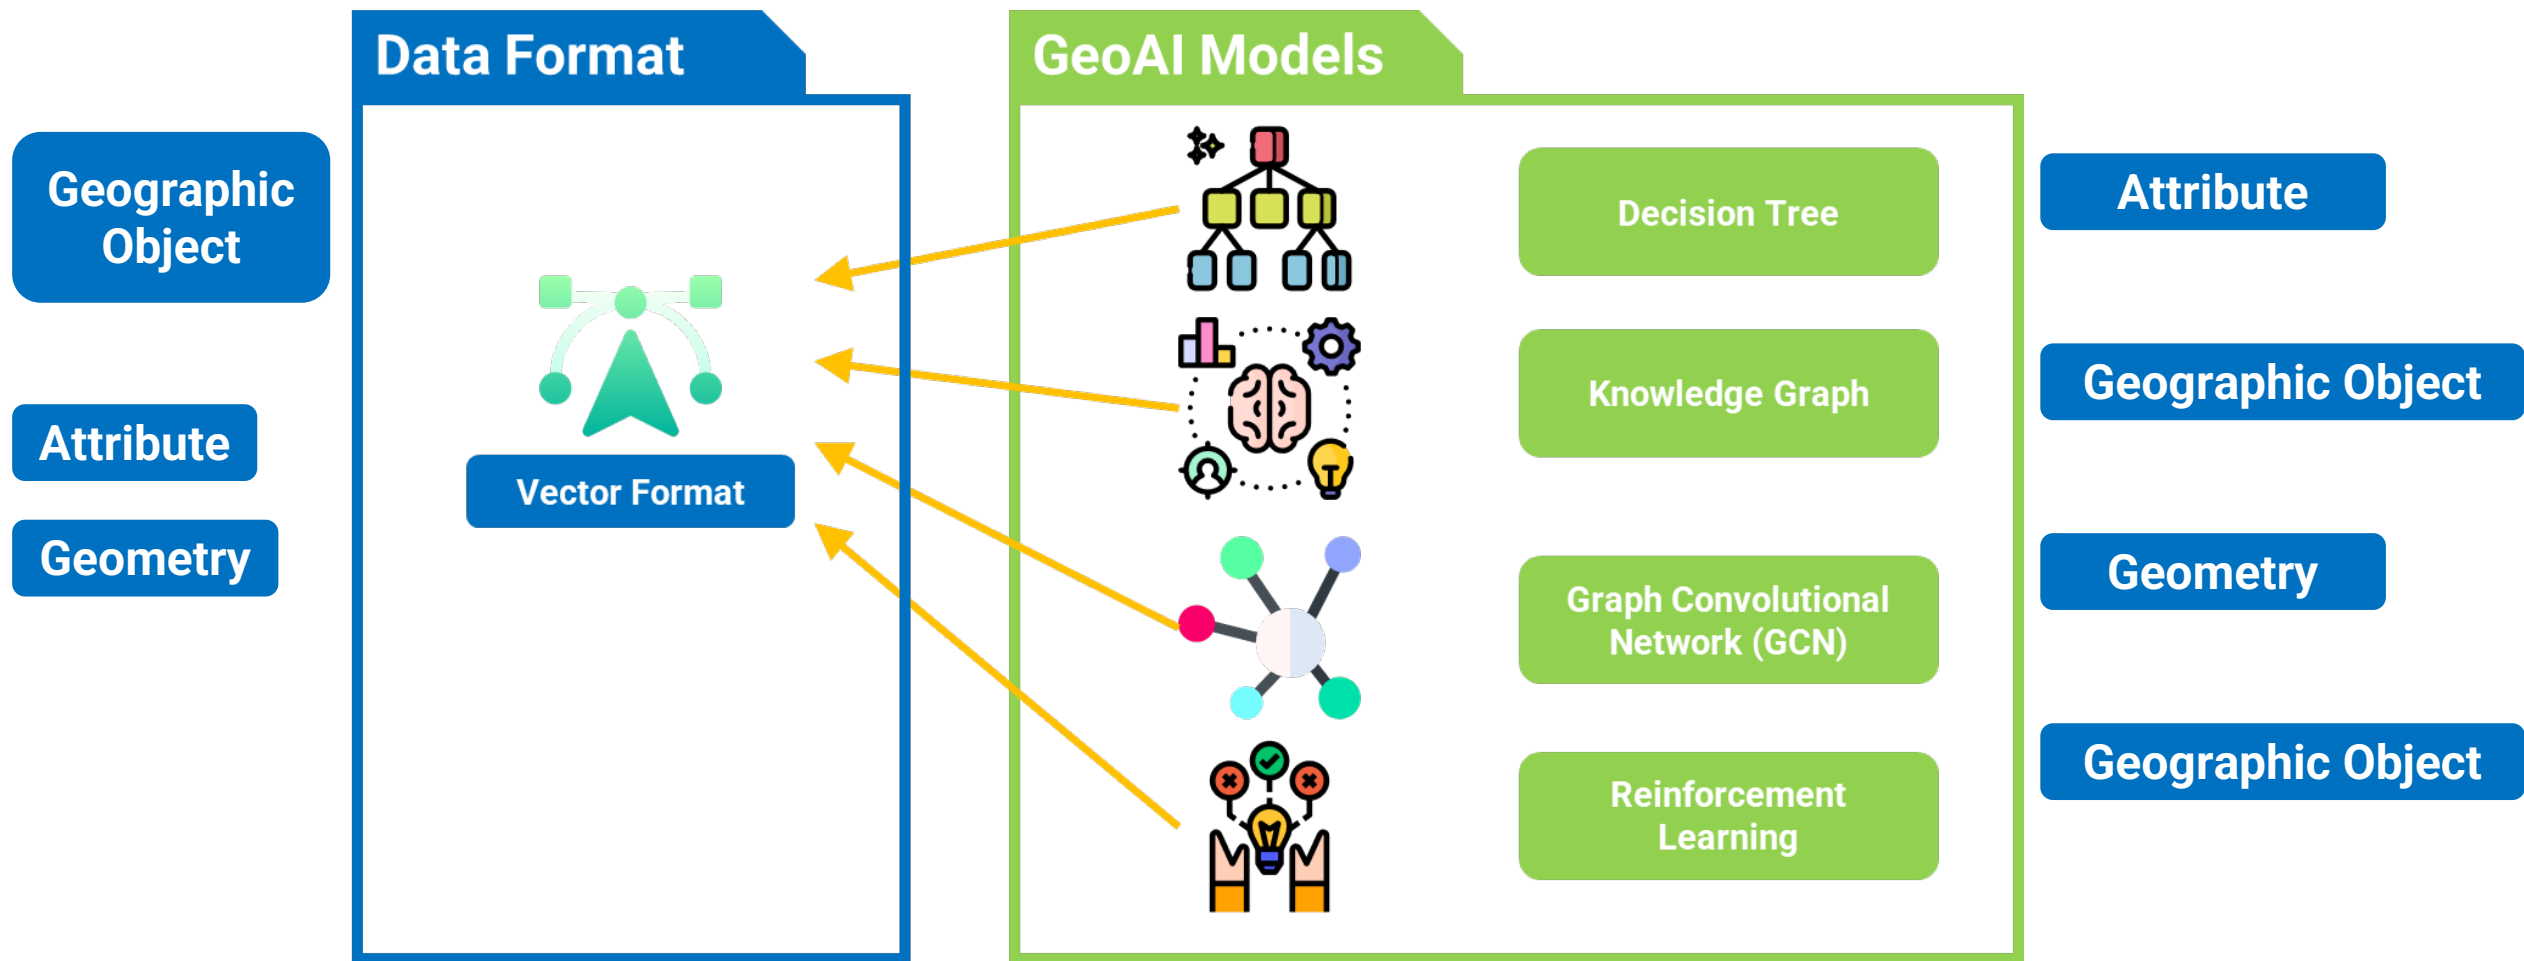 Data Format
GeoAI Models
Geographic
Object
Attribute
Geometry
Vector Format
Decision Tree
Knowledge Graph
Graph Convolutional
Network (GCN)
Reinforcement
Learning
Attribute
Geographic Object
Geometry
Geographic Object